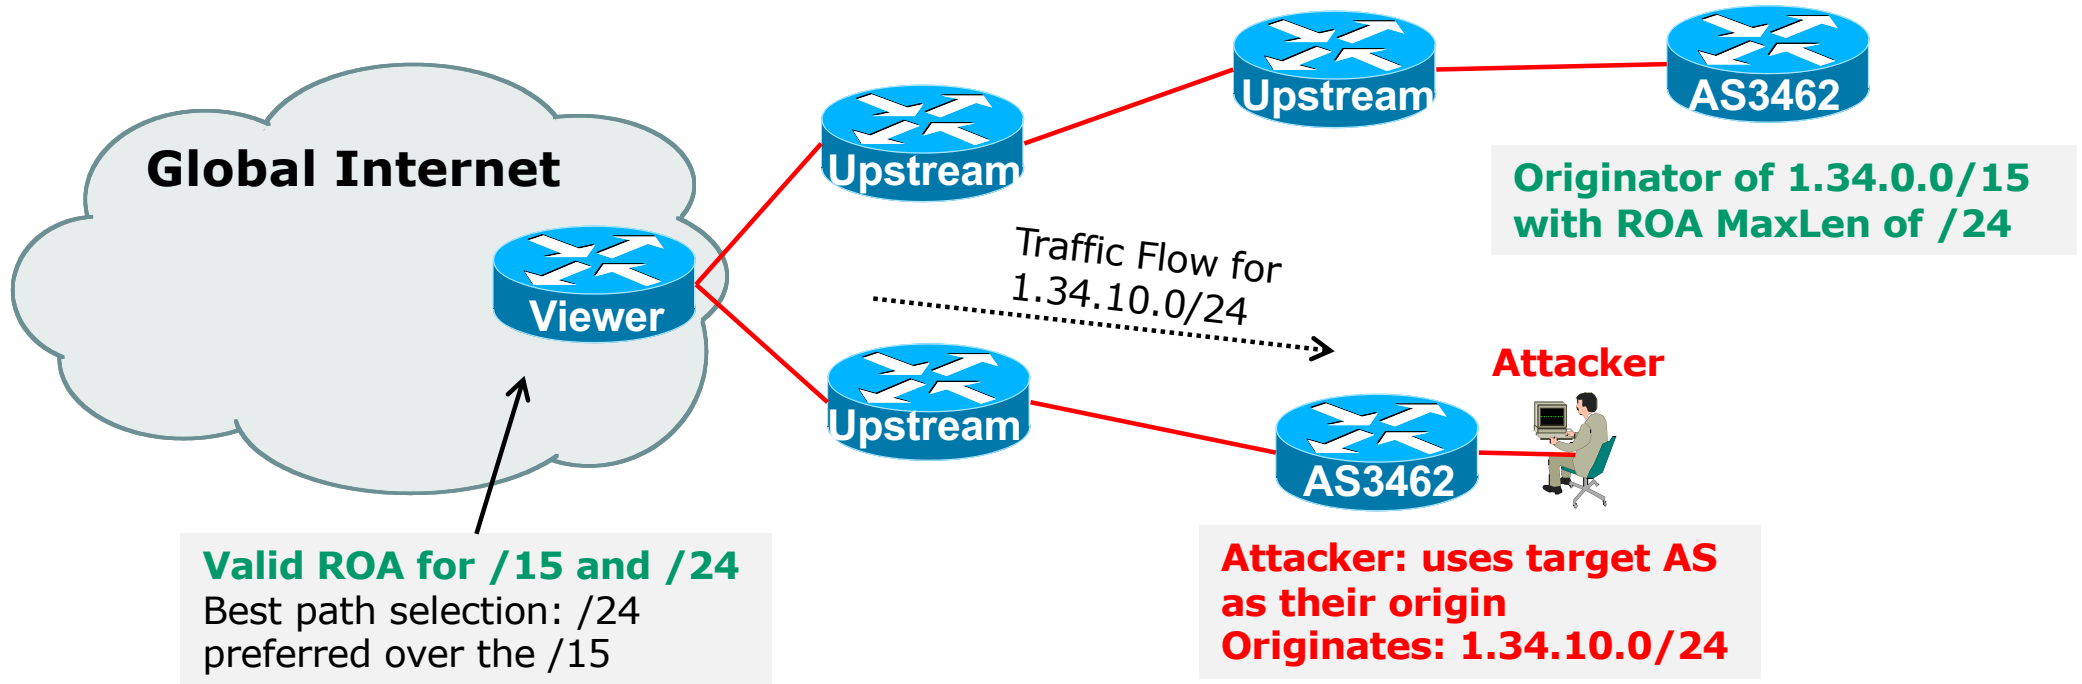 Global Internet
Viewer
Upstream
Upstream
AS3462
Originator of 1.34.0.0/15
with ROA MaxLen of /24
Traffic Flow for
1.34.10.0/24
Upstream
AS3462
Attacker
Valid ROA for /15 and /24
Best path selection: /24
preferred over the /15
Attacker: uses target AS
as their origin
Originates: 1.34.10.0/24